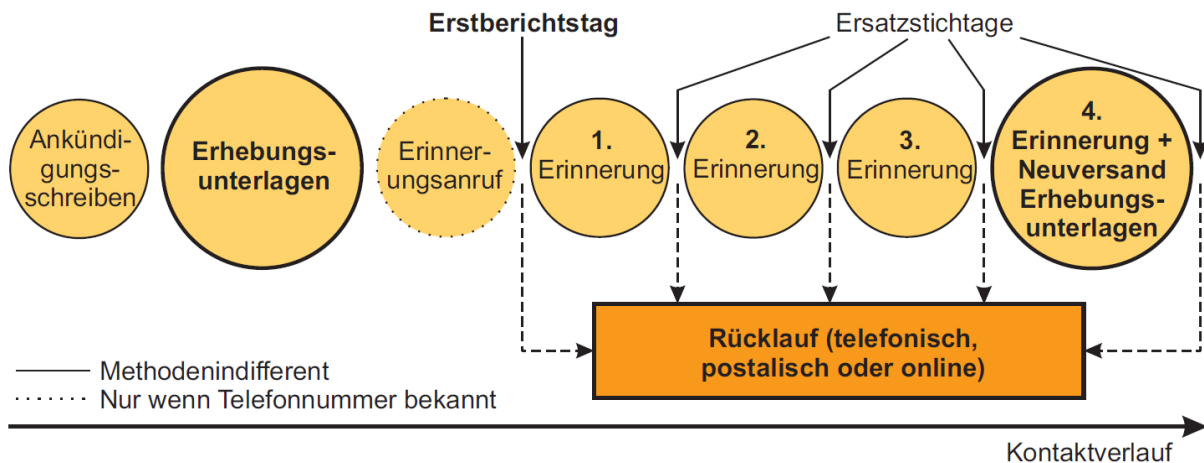 Erstberichtstag
Ersatzstichtage
Ankündi-
gungs-
schreiben
Erhebungs-
unterlagen
Erinner-
ungsanruf
1.
Erinnerung
2.
Erinnerung
3.
Erinnerung
4.
Erinnerung +
Neuversand
Erhebungs-
unterlagen
Rücklauf (telefonisch,
postalisch oder online)
Methodenindifferent
Nur wenn Telefonnummer bekannt
Kontaktverlauf